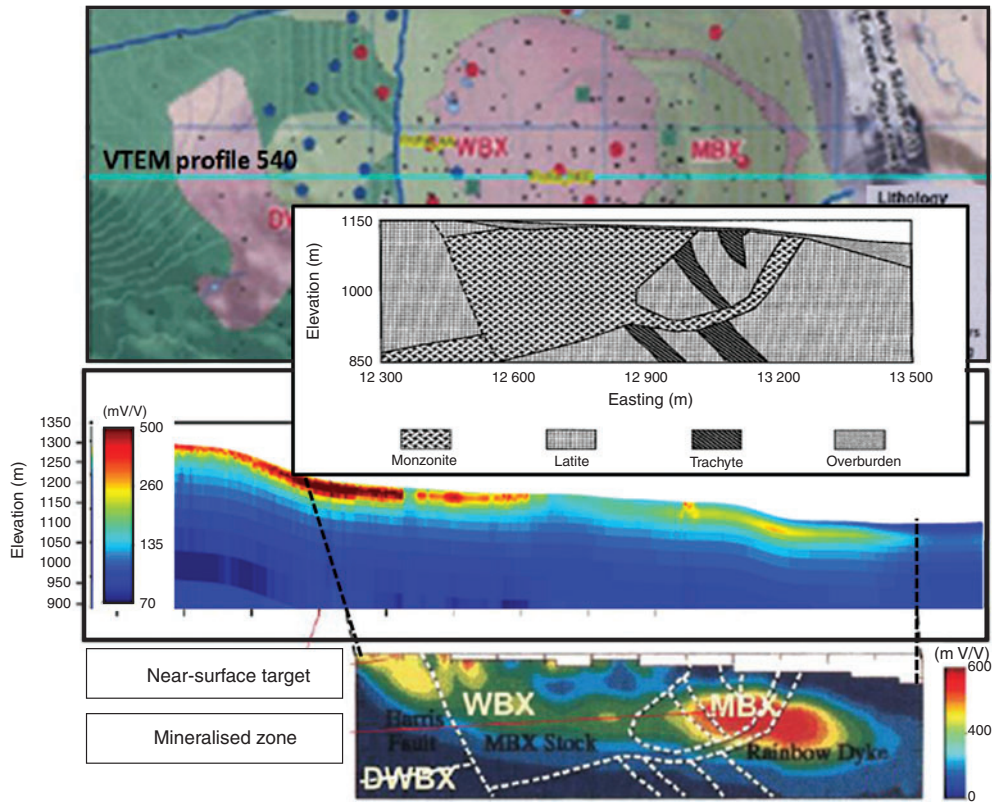 WBX
MBX
VTEM profile 540
Lithology
1150
1000
850
Elevation (m)
12 300
12 600
12 900
13 200
13 500
Easting (m)
Monzonite
Latite
Trachyte
Overburden
(mV/V)
500
260
135
70
1350
1300
1250
1200
1150
1100
1050
1000
950
900
Elevation (m)
Near-surface target
Mineralised zone
WBX
MBX
Harris
Fault
MBX Stock
Rainbow Dyke
DWBX
(m V/V)
600
400
0